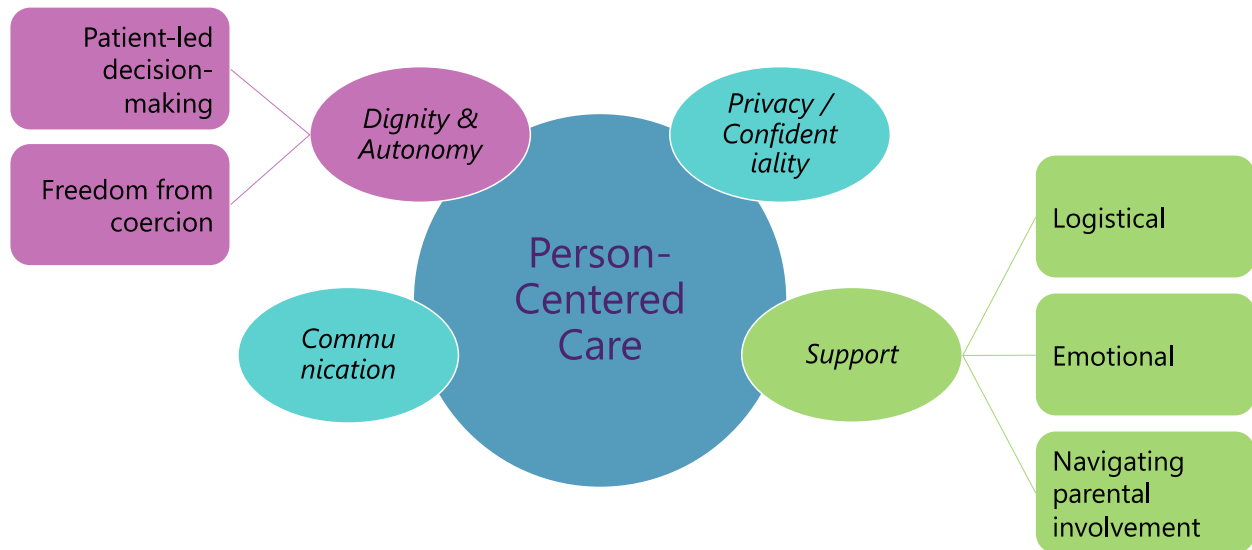 Patient-led
decision-
making
Freedom from
coercion
Dignity &
Autonomy
Privacy /
Confident
iality
Person-
Centered
Care
Commu
nication
Support
Logistical
Emotional
Navigating
parental
involvement